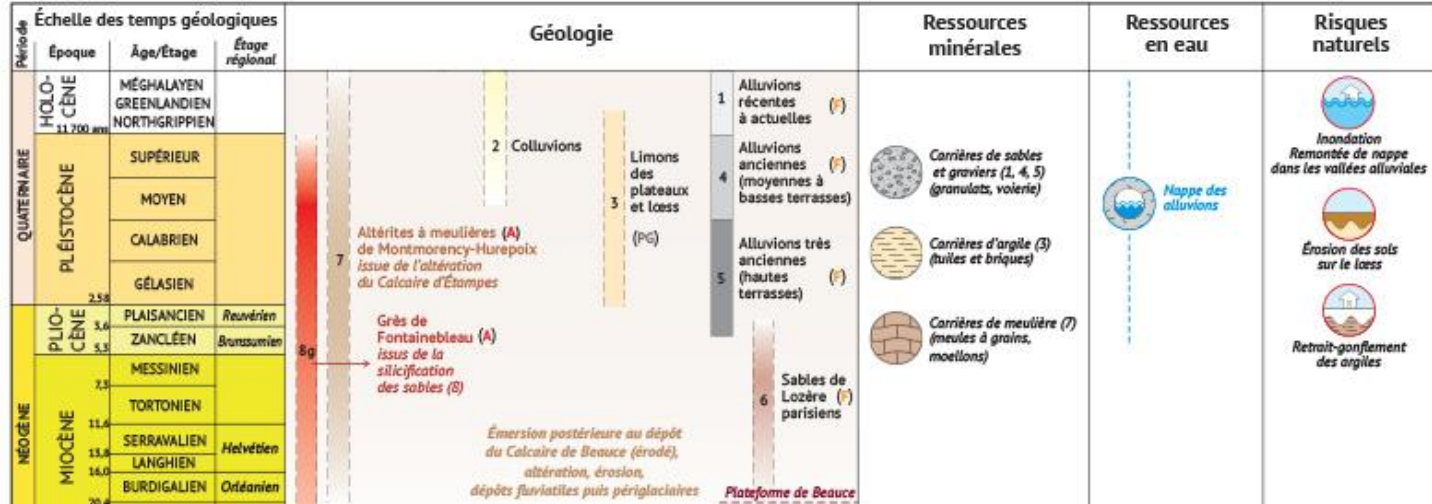 Période
Échelle des temps géologiques
Époque
Âge/Étage
Étage
régional
Géologie
Ressources
minérales
Ressources
en eau
Risques
naturels
QUATERNAIRE
HOLO-
CÈNE
11 700 ans
MÉGHALAYEN
GREENLANDIEN
NORTHGRIPPIEN
PLÉISTOCÈNE
SUPÉRIEUR
MOYEN
CALABRIEN
GÉLASIEN
2,58
NÉOGÈNE
PLIO-
CÈNE
PLAISANCIEN
Reuvérien
3,6
ZANCLÉEN
Brunssumien
5,3
MIOCÈNE
MESSINIEN
7,3
TORTONIEN
11,6
SERRAVALIEN
Helvétien
13,8
LANGHIEN
16,0
BURDIGALIEN
Orléanien
20,4
8g
7
Altérites à meulières (A)
de Montmorency-Hurepoix
issue de l'altération
du Calcaire d'Étampes
Grès de
Fontainebleau (A)
issus de la
silicification
des sables (8)
2
Colluvions
3
Limons
des
plateaux
et lœss
(PG)
1
Alluvions
récentes (F)
à actuelles
4
Alluvions
anciennes (F)
(moyennes à
basses terrasses)
5
Alluvions très
anciennes
(hautes (F)
terrasses)
6
Sables de
Lozère (F)
parisiens
Émersion postérieure au dépôt
du Calcaire de Beauce (érodé),
altération, érosion,
dépôts fluviatiles puis périglaciaires
Plateforme de Beauce
Carrières de sables
et graviers (1, 4, 5)
(granulats, voierie)
Carrières d'argile (3)
(tuiles et briques)
Carrières de meulière (7)
(meules à grains,
moellons)
Nappe des
alluvions
Inondation
Remontée de nappe
dans les vallées alluviales
Érosion des sols
sur le lœss
Retrait-gonflement
des argiles